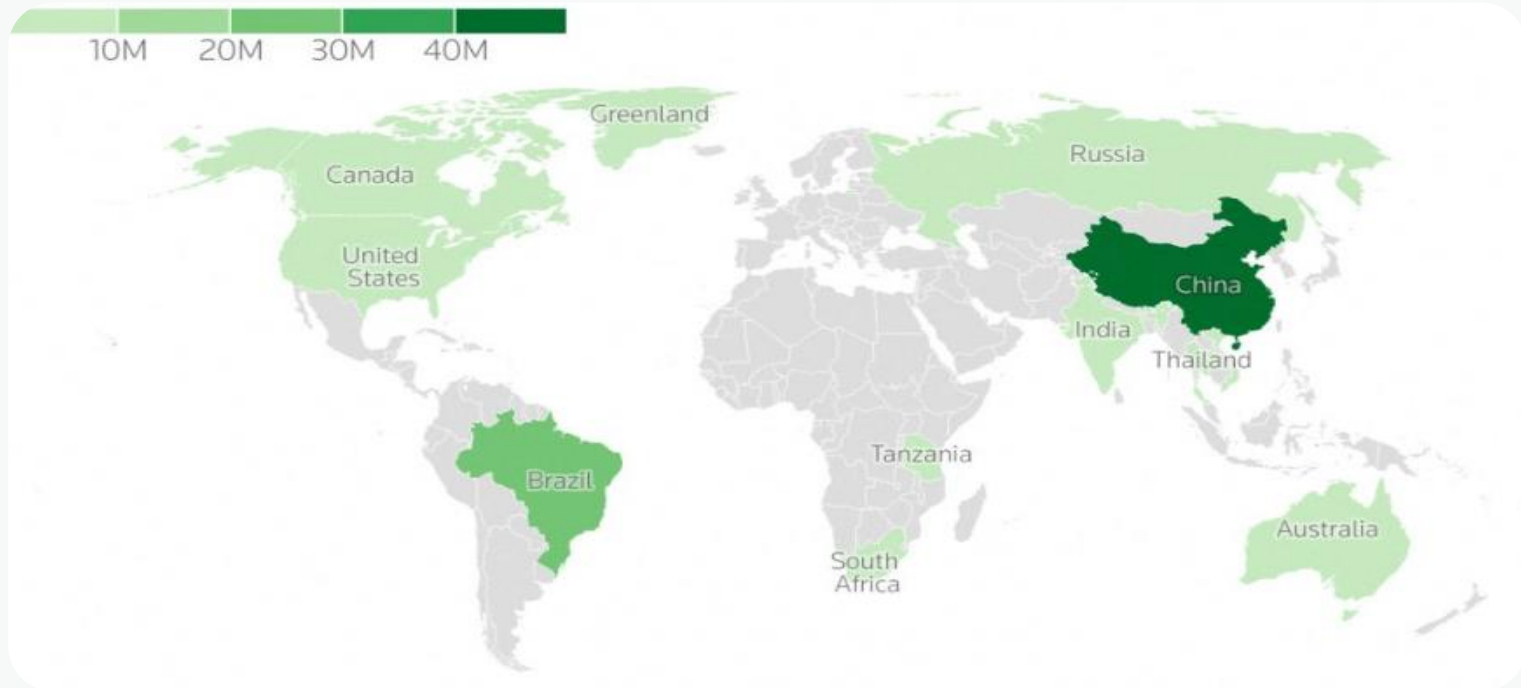 10M 20M 30M 40M
Greenland
Canada
Russia
United
States
China
India
Thailand
Tanzania
Brazil
Australia
South
Africa